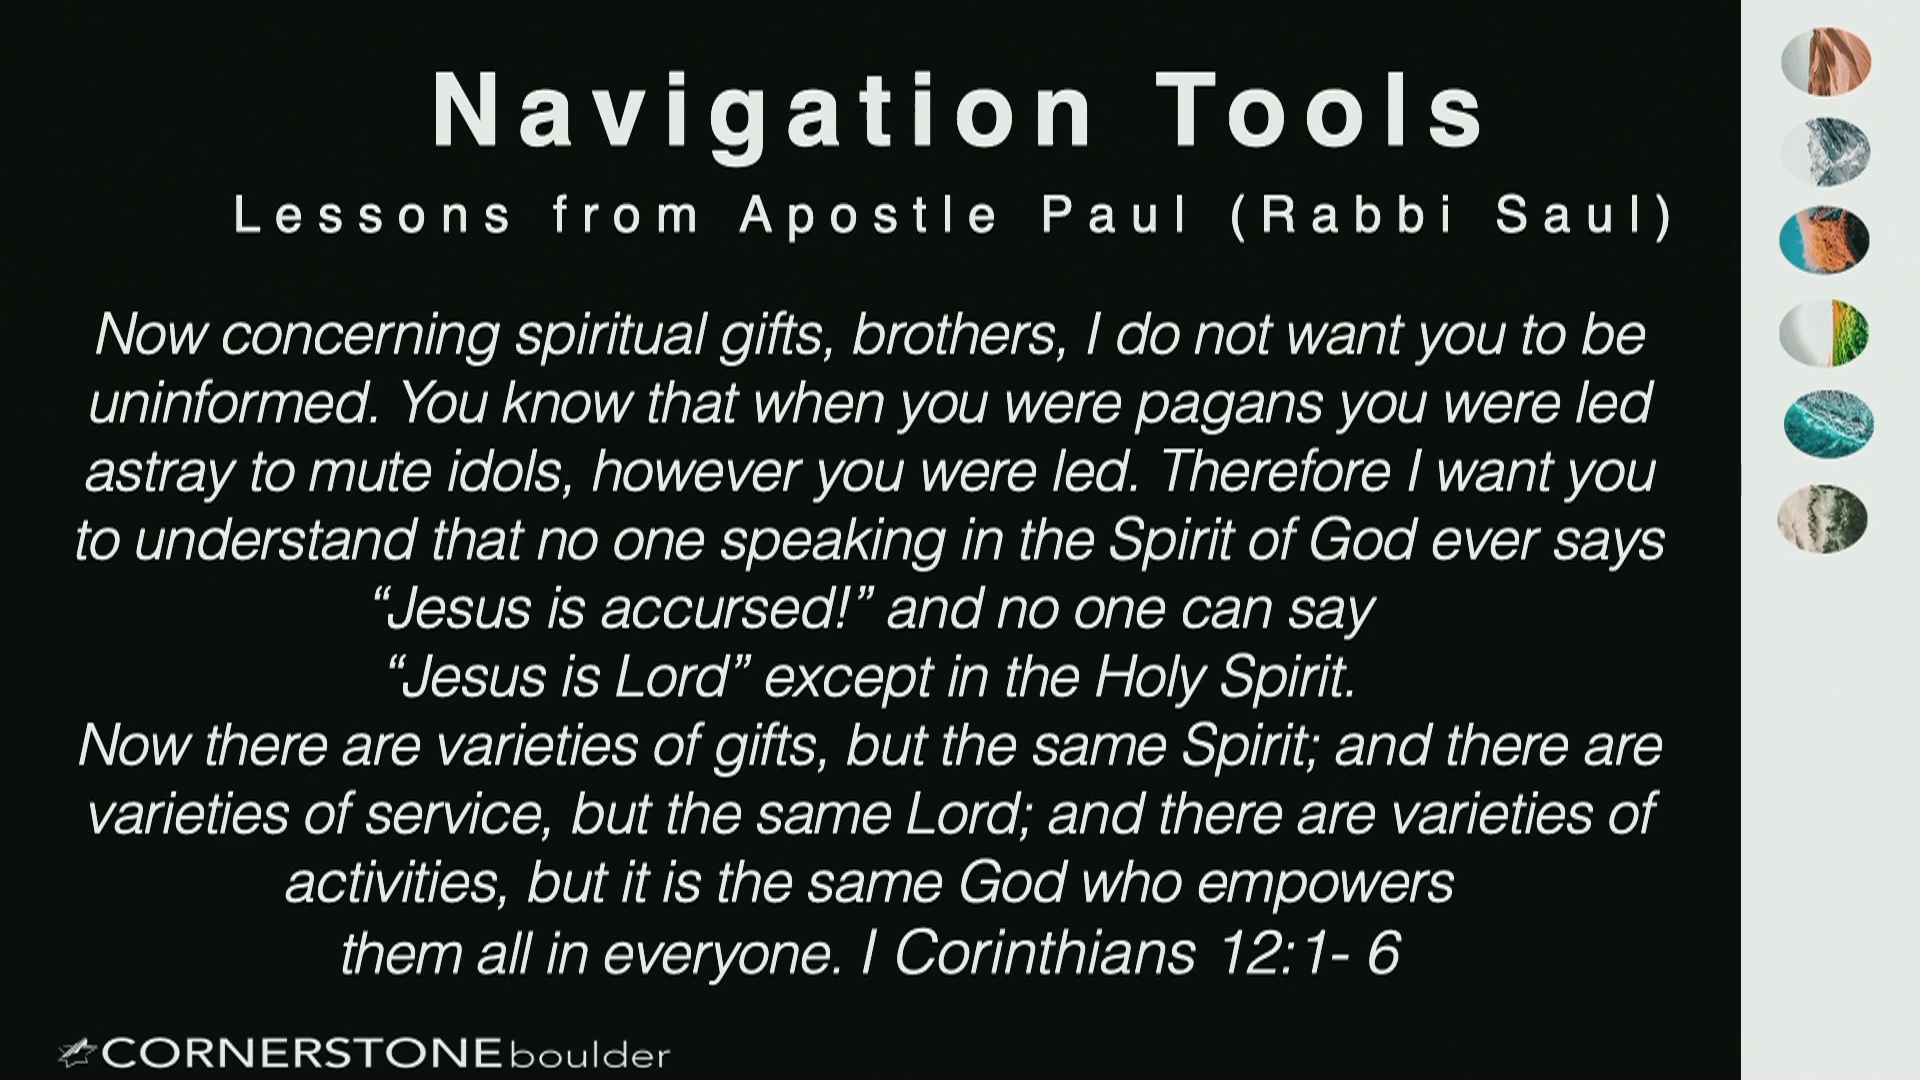 Navigation Tools
Lessons from Apostle Paul (Rabbi Saul)
Now concerning spiritual gifts, brothers, I do not want you to be
uninformed. You know that when you were pagans you were led
astray to mute idols, however you were led. Therefore I want you
to understand that no one speaking in the Spirit of God ever says
“Jesus is accursed!” and no one can say
“Jesus is Lord” except in the Holy Spirit.
Now there are varieties of gifts, but the same Spirit; and there are
varieties of service, but the same Lord; and there are varieties of
activities, but it is the same God who empowers
them all in everyone. I Corinthians 12:1- 6
CORNERSTONE boulder